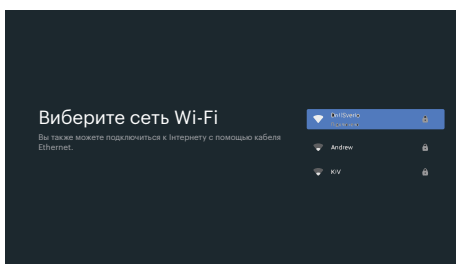 Виберите сеть Wi-Fi
Вы также можете подключиться к Інтернету с помощью кабеля
Ethernet.
Andrew
KiV